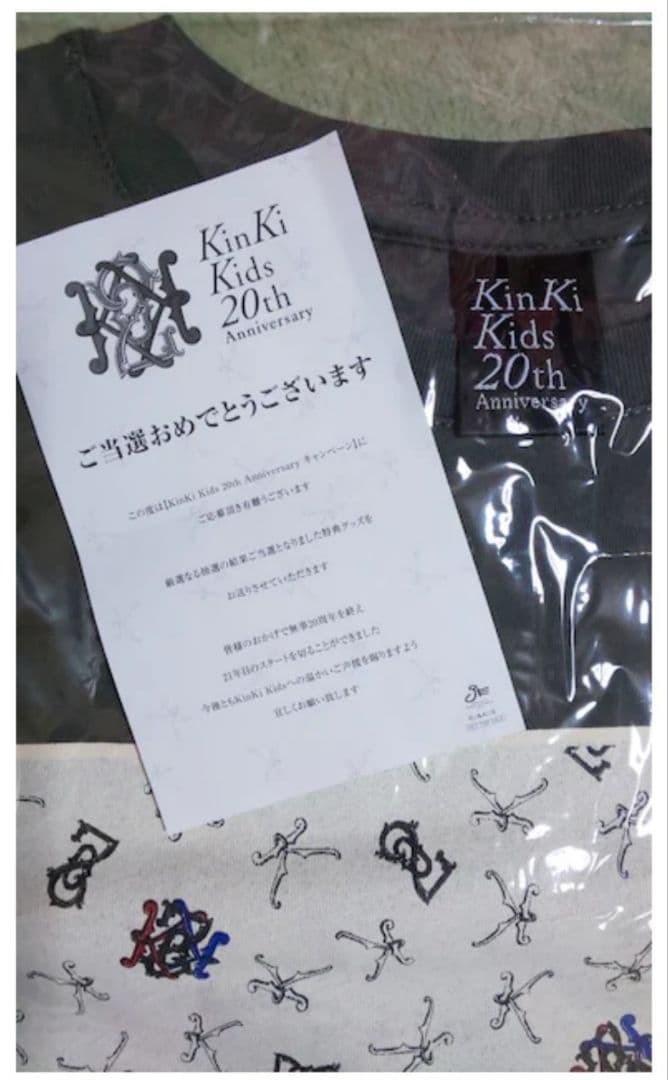 KinKi
Kids
20th
Anniversary
ご当選おめでとうございます
この度は『KinKi Kids 20th Anniversary キャンペーン』に
ご応募頂き有難うございます
厳選なる抽選の結果ご当選となりました特典グッズを
お送りさせていただきます
皆様のおかげで無事20周年を終え
21年目のスタートを切ることができました
今後ともKinKi Kidsへの温かいご声援を賜りますよう
宜しくお願い致します
KinKi
Kids
20th
Anniversary